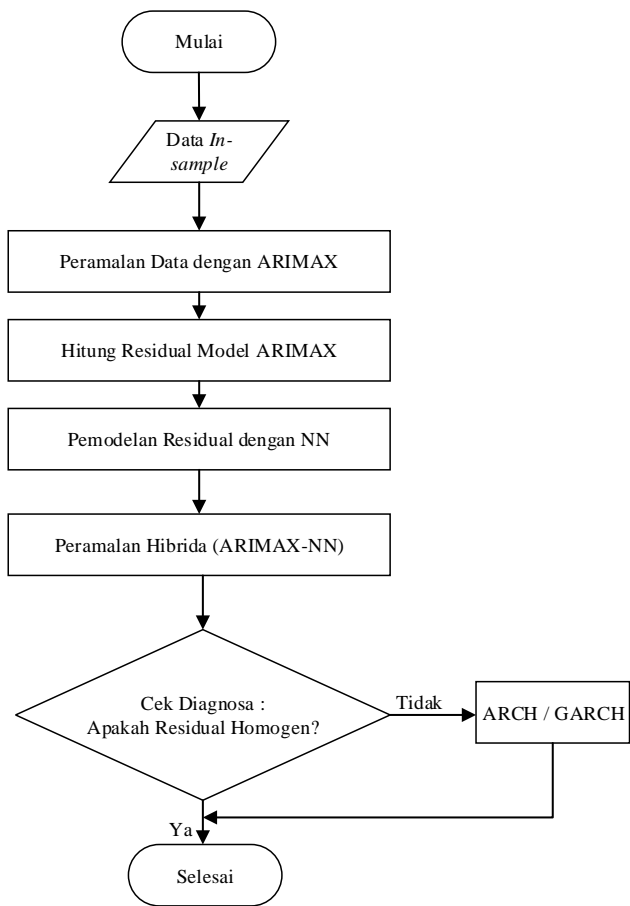 Mulai
Data In-
sample
Peramalan Data dengan ARIMAX
Hitung Residual Model ARIMAX
Pemodelan Residual dengan NN
Peramalan Hibrida (ARIMAX-NN)
Cek Diagnosa :
Apakah Residual Homogen?
Tidak
ARCH / GARCH
Ya
Selesai